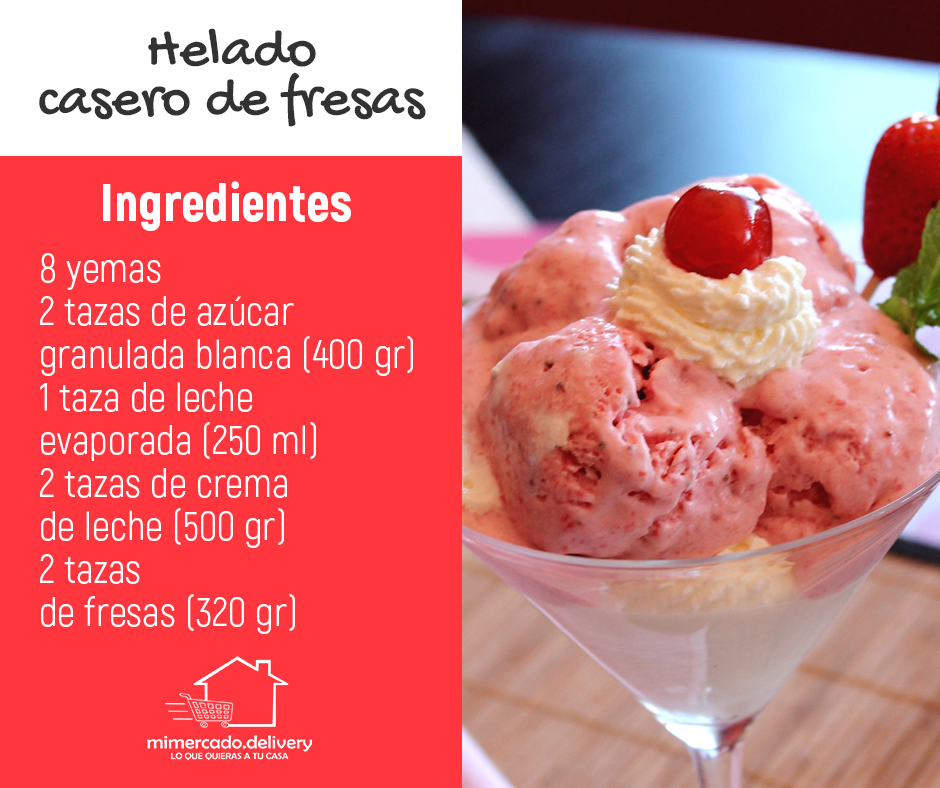 Helado
casero de fresas
Ingredientes
8 yemas
2 tazas de azúcar
granulada blanca (400 gr)
1 taza de leche
evaporada (250 ml)
2 tazas de crema
de leche (500 gr)
2 tazas
de fresas (320 gr)
mimercado.delivery
LO QUE QUIERAS A TU CASA